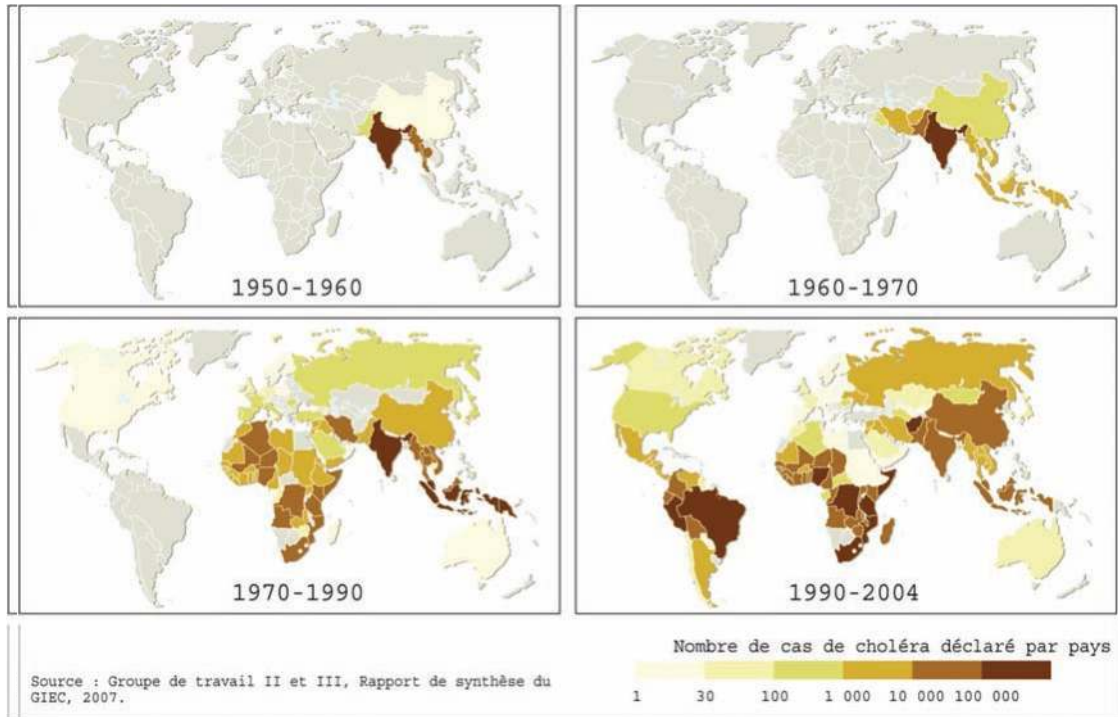 1950-1960
1960-1970
1970-1990
1990-2004
Nombre de cas de choléra déclaré par pays
1 30 100 1 000 10 000 100 000
Source : Groupe de travail II et III, Rapport de synthèse du
GIEC, 2007.